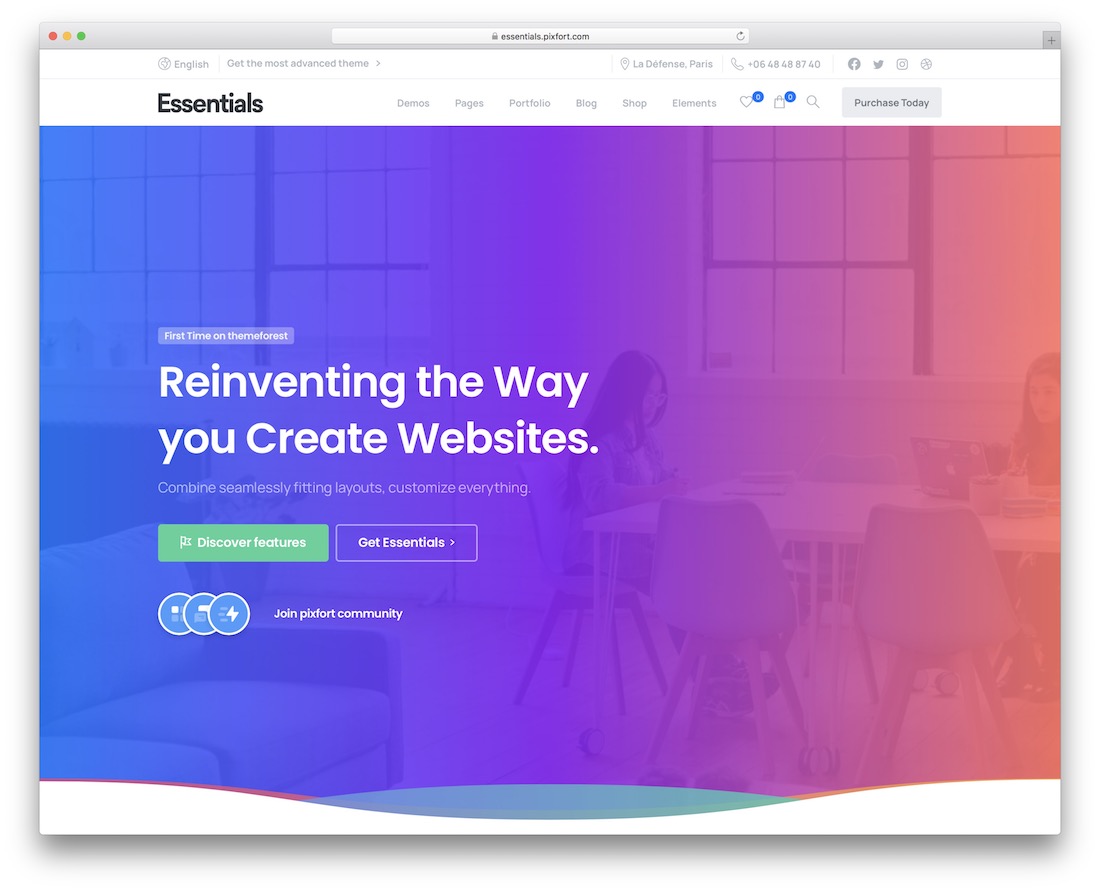 essentials.pixfort.com
English
Get the most advanced theme >
La Défense, Paris
+06 48 48 87 40
Essentials
Demos
Pages
Portfolio
Blog
Shop
Elements
0
0
Purchase Today
First Time on themeforest
Reinventing the Way
you Create Websites.
Combine seamlessly fitting layouts, customize everything.
Discover features
Get Essentials >
Join pixfort community